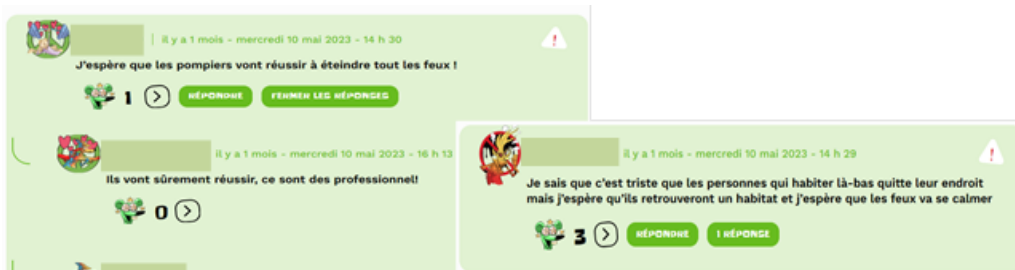 il y a 1 mois - mercredi 10 mai 2023 - 14 h 30
J'espère que les pompiers vont réussir à éteindre tout les feux !
1 RÉPONDRE FERMER LES RÉPONSES
il y a 1 mois - mercredi 10 mai 2023 - 16 h 13
Ils vont sûrement réussir, ce sont des professionnel!
0
il y a 1 mois - mercredi 10 mai 2023 - 14 h 29
Je sais que c'est triste que les personnes qui habiter là-bas quitte leur endroit
mais j'espère qu'ils retrouveront un habitat et j'espère que les feux va se calmer
3 RÉPONDRE 1 RÉPONSE